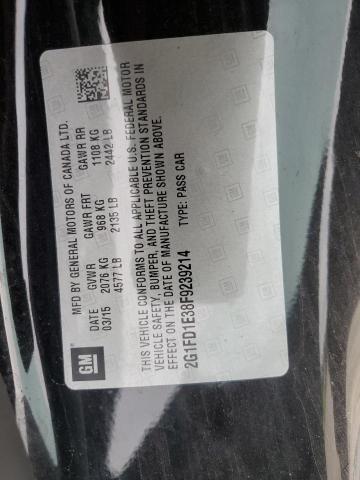 GM
MFD BY GENERAL MOTORS OF CANADA LTD.
DATE GVWR GAWR FRT GAWR RR
03/15 2076 KG 968 KG 1108 KG
4577 LB 2135 LB 2442 LB
THIS VEHICLE CONFORMS TO ALL APPLICABLE U.S. FEDERAL MOTOR
VEHICLE SAFETY, BUMPER, AND THEFT PREVENTION STANDARDS IN
EFFECT ON THE DATE OF MANUFACTURE SHOWN ABOVE.
2G1FD1E38F9239214 TYPE: PASS CAR